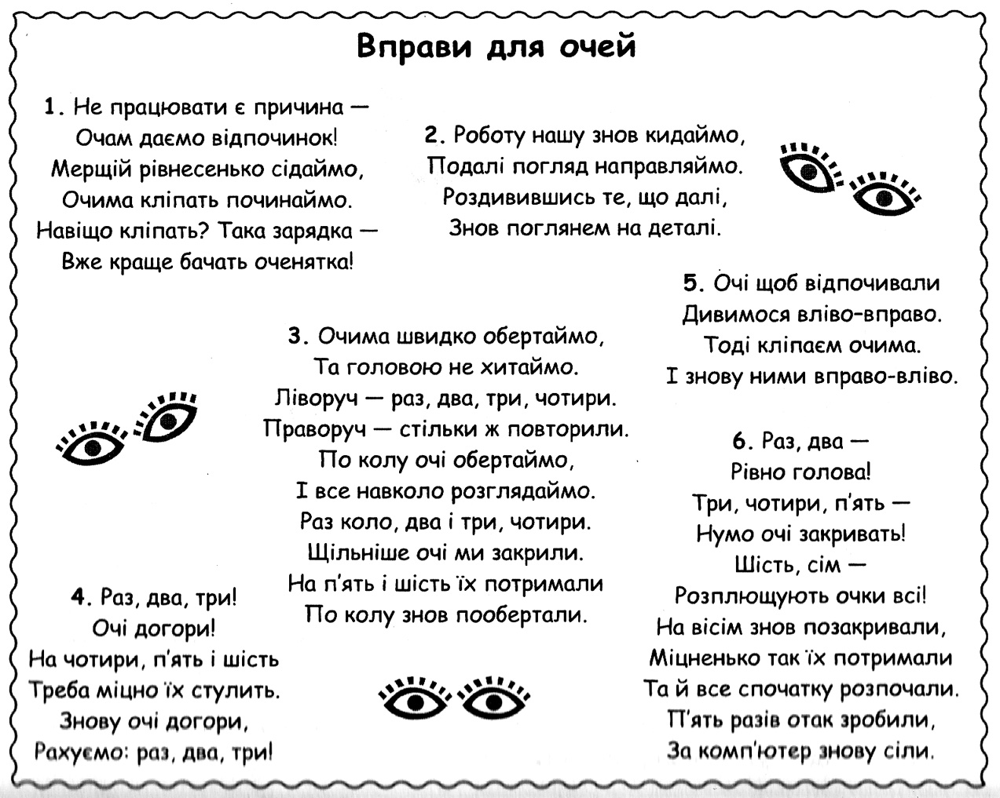 Вправи для очей
1. Не працювати є причина —
Очам даємо відпочинок!
Мерщій рівнесенько сідаймо,
Очима кліпать починаймо.
Навіщо кліпать? Така зарядка —
Вже краще бачать оченятка!
2. Роботу нашу знов кидаймо,
Подалі погляд направляймо.
Роздивившись те, що далі,
Знов поглянем на деталі.
3. Очима швидко обертаймо,
Та головою не хитаймо.
Ліворуч — раз, два, три, чотири.
Праворуч — стільки ж повторили.
По колу очі обертаймо,
І все навколо розглядаймо.
Раз коло, два і три, чотири.
Щільніше очі ми закрили.
На п'ять і шість їх потримали
По колу знов пообертали.
4. Раз, два, три!
Очі догори!
На чотири, п'ять і шість
Треба міцно їх стулить.
Знову очі догори,
Рахуємо: раз, два, три!
5. Очі щоб відпочивали
Дивимося вліво-вправо.
Тоді кліпаєм очима.
І знову ними вправо-вліво.
6. Раз, два —
Рівно голова!
Три, чотири, п'ять —
Нумо очі закривать!
Шість, сім —
Розплющують очки всі!
На вісім знов позакривали,
Міцненько так їх потримали
Та й все спочатку розпочали.
П'ять разів отак зробили,
За комп'ютер знову сіли.